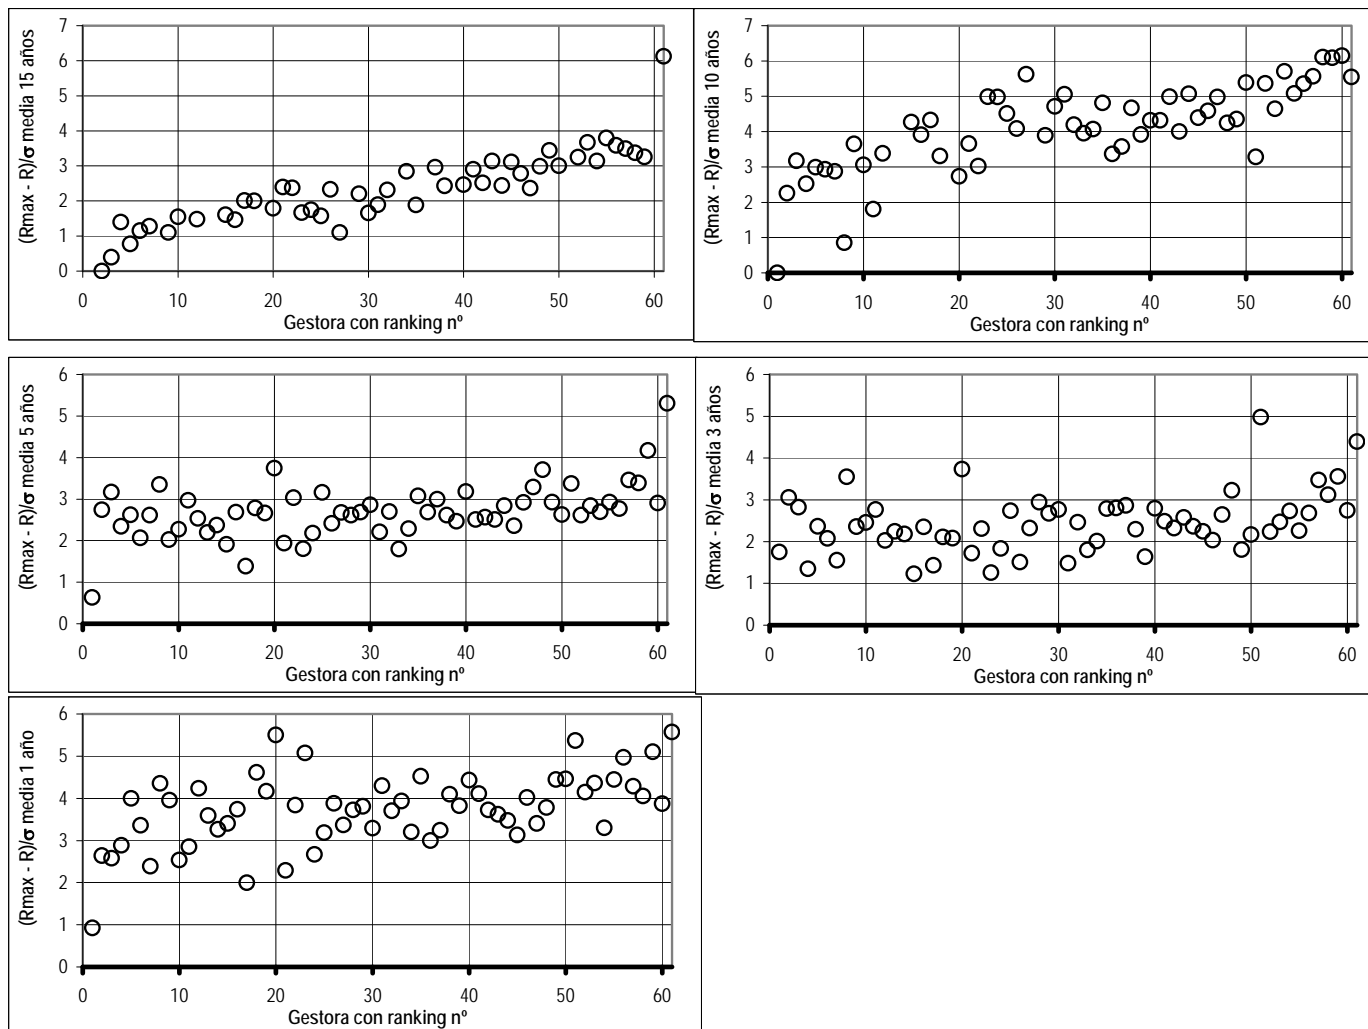 (Rmax - R)/σ media 15 años
7
6
5
4
3
2
1
0
0 10 20 30 40 50 60
Gestora con ranking nº
(Rmax - R)/σ media 10 años
7
6
5
4
3
2
1
0
0 10 20 30 40 50 60
Gestora con ranking nº
(Rmax - R)/σ media 5 años
6
5
4
3
2
1
0
0 10 20 30 40 50 60
Gestora con ranking nº
(Rmax - R)/σ media 3 años
6
5
4
3
2
1
0
0 10 20 30 40 50 60
Gestora con ranking nº
(Rmax - R)/σ media 1 año
6
5
4
3
2
1
0
0 10 20 30 40 50 60
Gestora con ranking nº